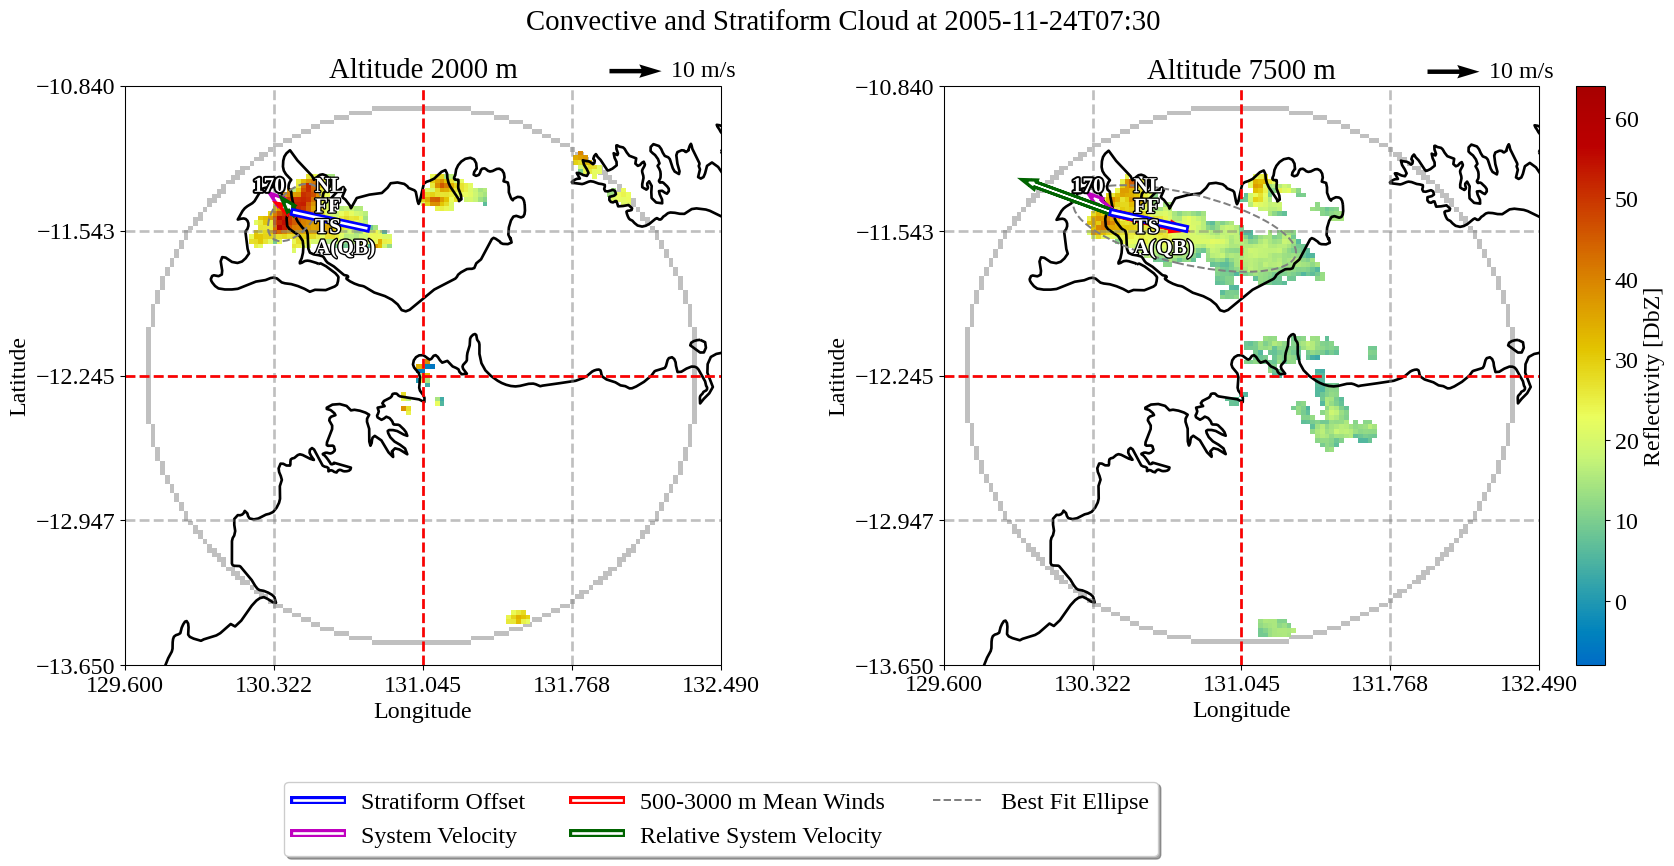 Convective and Stratiform Cloud at 2005-11-24T07:30
Altitude 2000 m
10 m/s
−10.840
−11.543
−12.245
−12.947
−13.650
Latitude
170
NL
FF
TS
A(QB)
129.600
130.322
131.045
131.768
132.490
Longitude
Altitude 7500 m
10 m/s
−10.840
−11.543
−12.245
−12.947
−13.650
Latitude
170
NL
FF
TS
A(QB)
129.600
130.322
131.045
131.768
132.490
Longitude
60
50
40
30
20
10
0
Reflectivity [DbZ]
Stratiform Offset
500-3000 m Mean Winds
Best Fit Ellipse
System Velocity
Relative System Velocity